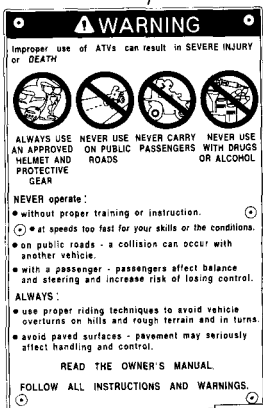 WARNING
Improper use of ATVs can result in SEVERE INJURY
or DEATH
ALWAYS USE
AN APPROVED
HELMET AND
PROTECTIVE
GEAR
NEVER USE
ON PUBLIC
ROADS
NEVER CARRY
PASSENGERS
NEVER USE
WITH DRUGS
OR ALCOHOL
NEVER operate :
• without proper training or instruction.
• at speeds too fast for your skills or the conditions.
• on public roads - a collision can occur with
another vehicle.
• with a passenger - passengers affect balance
and steering and increase risk of losing control.
ALWAYS :
• use proper riding techniques to avoid vehicle
overturns on hills and rough terrain and in turns.
• avoid paved surfaces - pavement may seriously
affect handling and control.
READ THE OWNER'S MANUAL.
FOLLOW ALL INSTRUCTIONS AND WARNINGS.